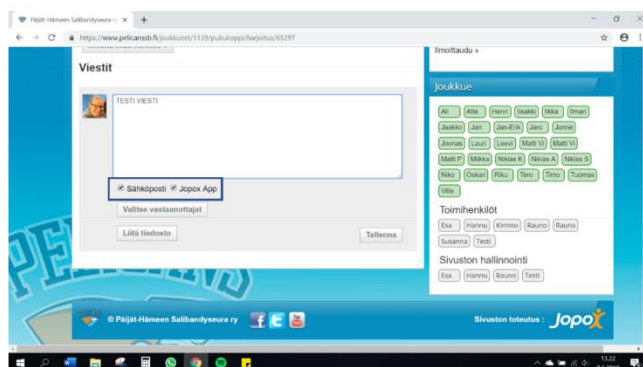 Päijät-Hämeen Salibandyseura ry
https://www.pelicanssb.fi/joukkueet/1139/pukukoppi/harjoitus/65297
Ilmoittaudu »
Viestit
TESTI VIESTI
Sähköposti Jopox App
Valitse vastaanottajat
Liitä tiedosto
Tallenna
Joukkue
Ali Atte Henri Iisakki Ilkka Ilmari
Jaakko Jan Jan-Erik Jaro Jonne
Joonas Lauri Leevi Matti Vi Matti Vi
Matti P Miikka Niklas K Niklas A Niklas S
Niko Oskari Riku Tero Timo Tuomas
Ville
Toimihenkilöt
Esa Hannu Kimmo Rauno Rauno
Susanna Testi
Sivuston hallinnointi
Esa Hannu Rauno Testi
PELICANS
© Päijät-Hämeen Salibandyseura ry
Sivuston toteutus : Jopox
13.22